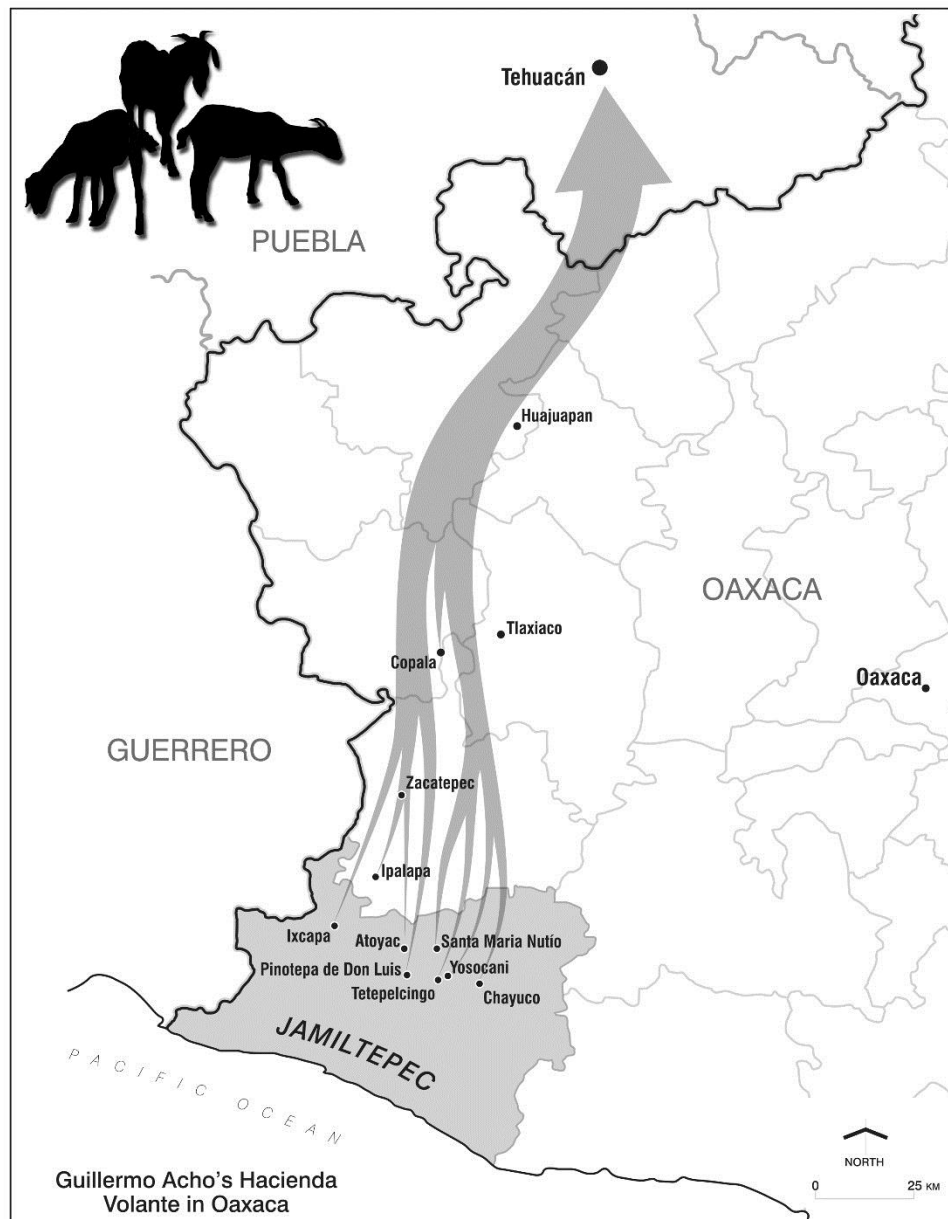 Tehuacán
PUEBLA
Huajuapan
OAXACA
Tlaxiaco
Copala
Oaxaca
GUERRERO
Zacatepec
Ipalapa
Ixcapa
Atoyac
Santa Maria Nutío
Pinotepa de Don Luis
Yosocani
Tetepelcingo
Chayuco
JAMILTEPEC
PACIFIC OCEAN
NORTH
0 25 KM
Guillermo Acho's Hacienda
Volante in Oaxaca